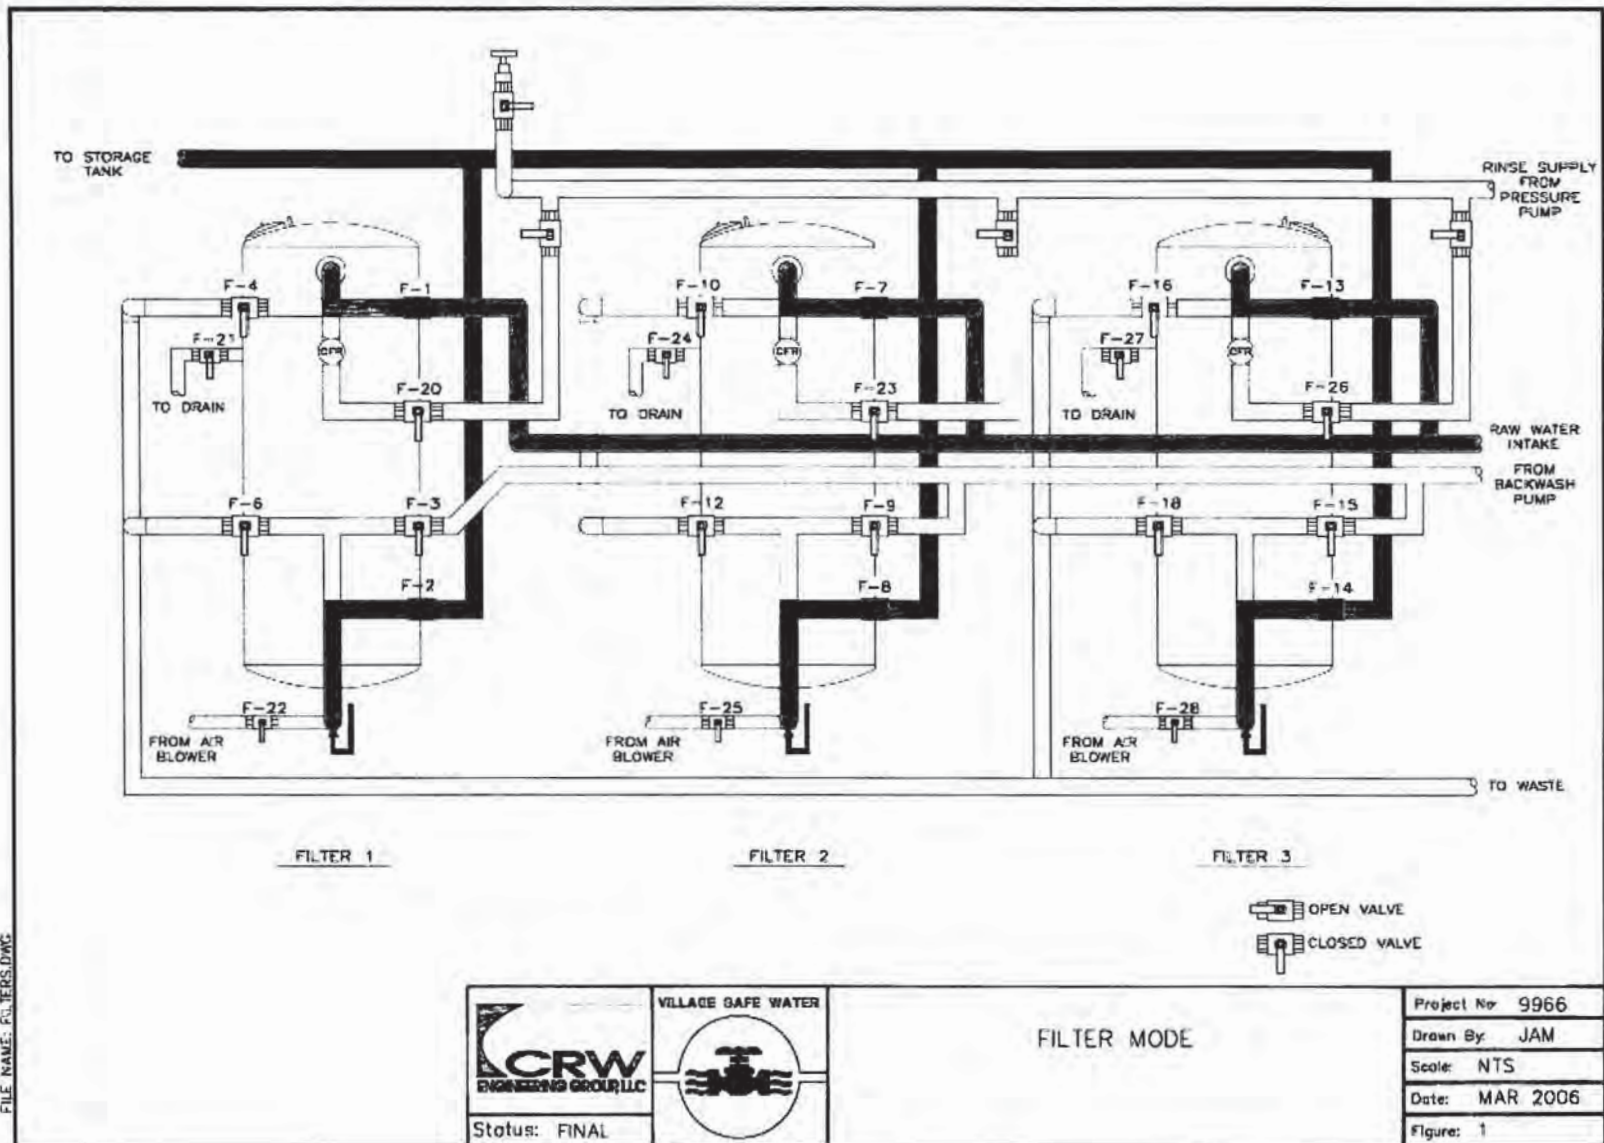 TO STORAGE
TANK
RINSE SUPPLY
FROM
PRESSURE
PUMP
F-4
F-1
F-10
F-7
F-16
F-13
F-21
CFR
F-24
CFR
F-27
CFR
F-20
F-23
F-26
TO DRAIN
TO DRAIN
TO DRAIN
RAW WATER
INTAKE
FROM
BACKWASH
PUMP
F-6
F-3
F-12
F-9
F-18
F-15
F-2
F-8
F-14
F-22
F-25
F-28
FROM AIR
BLOWER
FROM AIR
BLOWER
FROM AIR
BLOWER
TO WASTE
FILTER 1
FILTER 2
FILTER 3
OPEN VALVE
CLOSED VALVE
FILE NAME: FILTERS.DWG
CRW
ENGINEERING GROUP, LLC
Status: FINAL
VILLAGE SAFE WATER
FILTER MODE
Project No 9966
Drawn By: JAM
Scale: NTS
Date: MAR 2006
Figure: 1